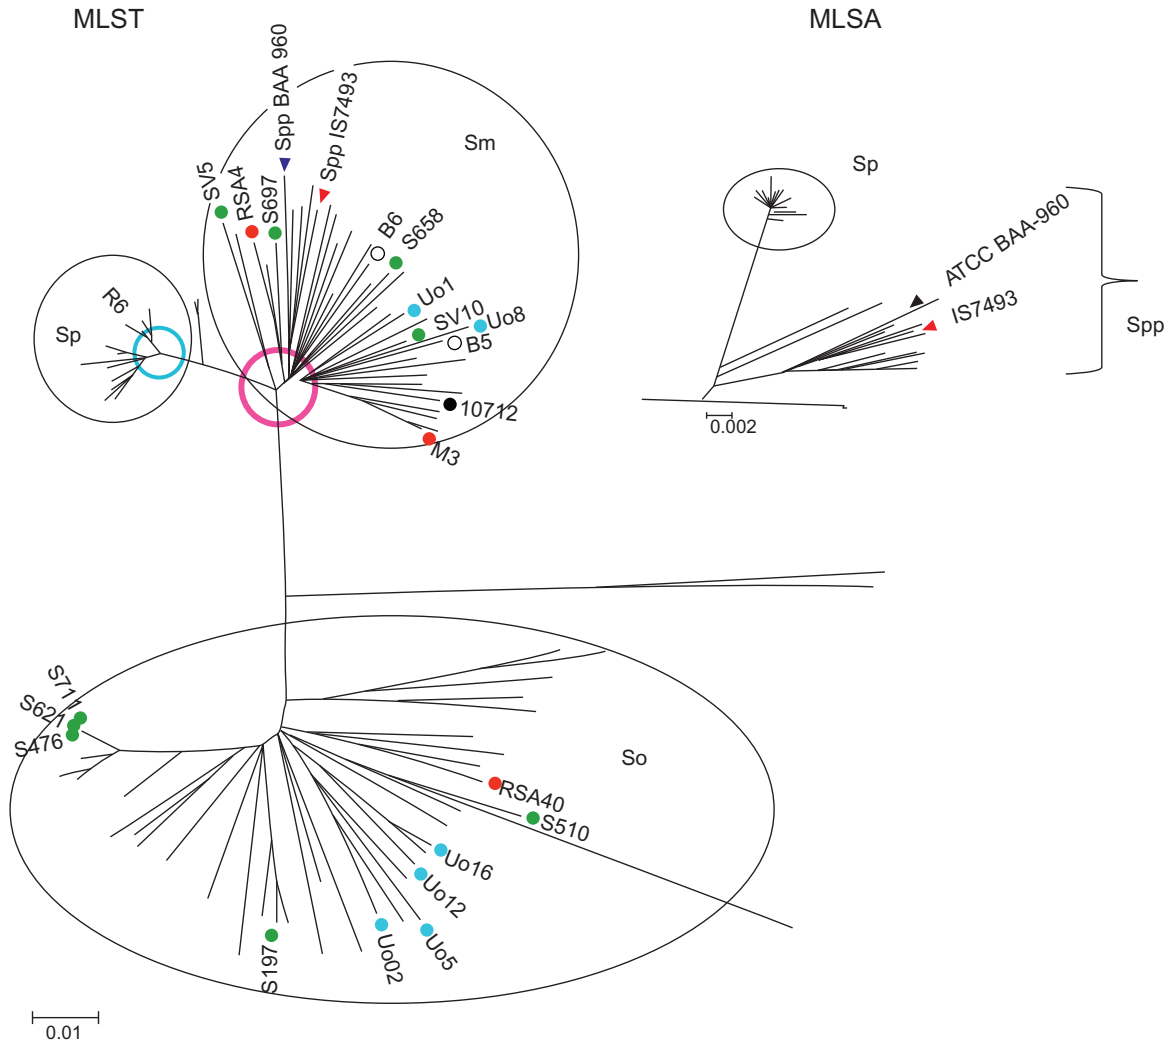 MLST
MLSA
Spp BAA 960
Spp IS7493
Sm
SV5
RSA4
S697
B6
S658
Uo1
SV10
Uo8
B5
10712
M3
R6
Sp
Sp
ATCC BAA-960
IS7493
Spp
0.002
S711
S621
S476
So
RSA40
S510
Uo16
Uo12
Uo5
Uo02
S197
0.01